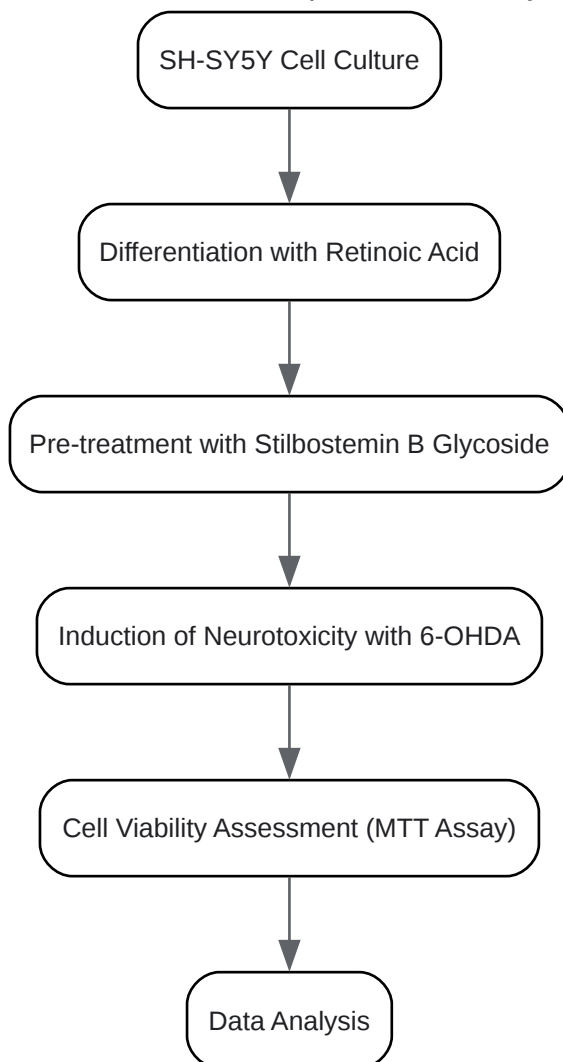 SH-SY5Y Cell Culture
Differentiation with Retinoic Acid
Pre-treatment with Stilbostemin B Glycoside
Induction of Neurotoxicity with 6-OHDA
Cell Viability Assessment (MTT Assay)
Data Analysis